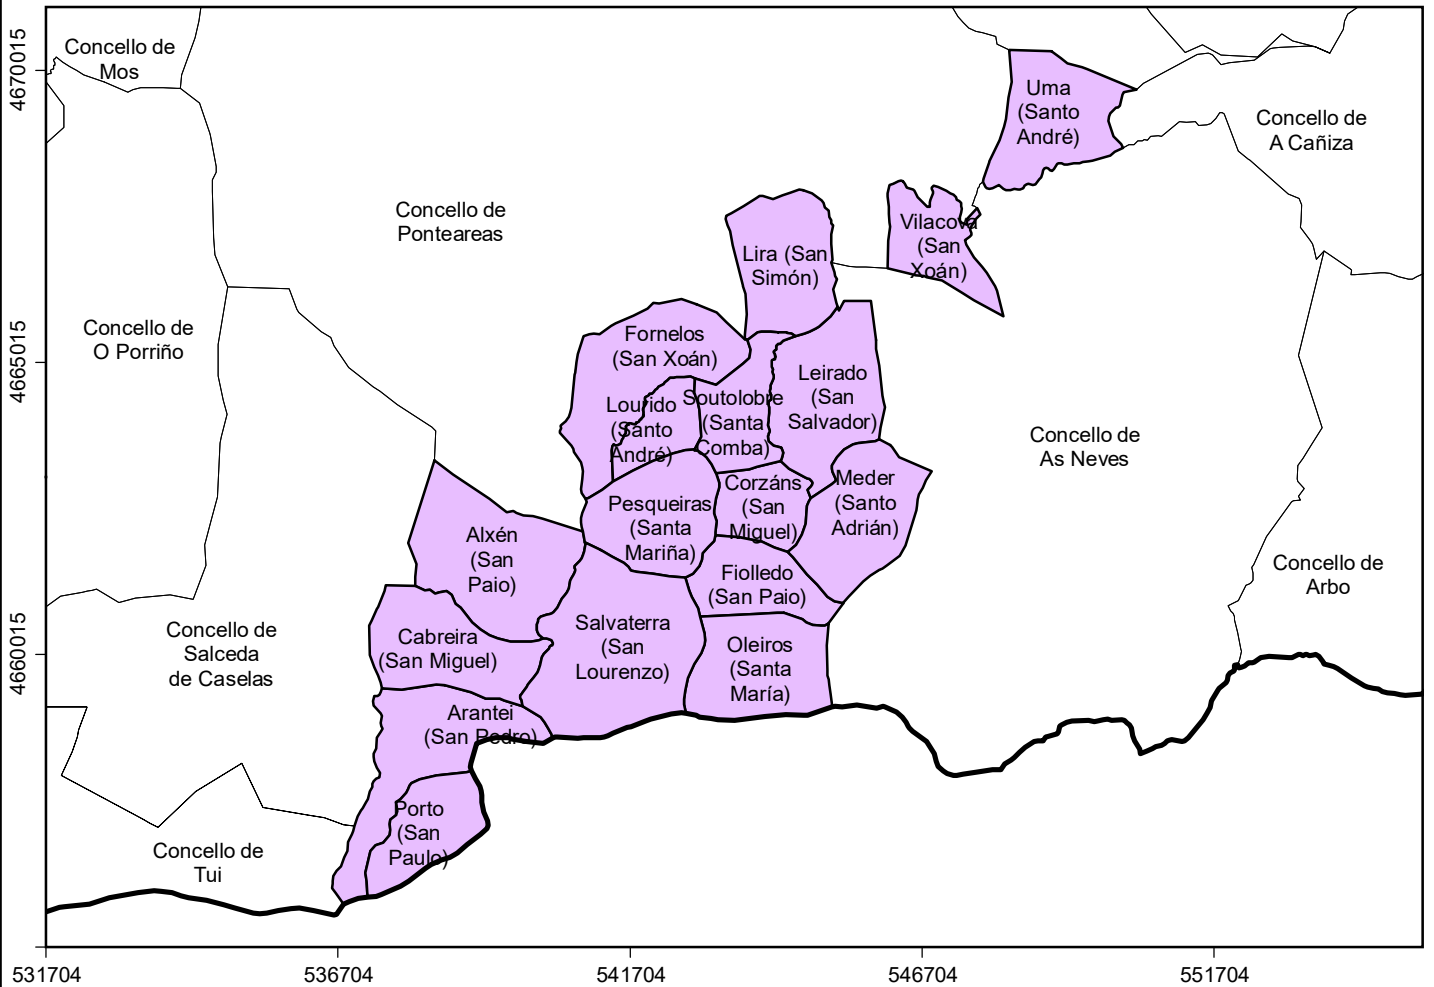 Concello de
Mos
4670015
Uma
(Santo
André)
Concello de
A Cañiza
Concello de
Ponteareas
Vilacova
(San
Xoán)
Lira (San
Simón)
Concello de
O Porriño
4665015
Fornelos
(San Xoán)
Leirado
(San
Salvador)
Lourido
(Santo
André)
Soutolobre
(Santa
Comba)
Concello de
As Neves
Pesqueiras
(Santa
Mariña)
Corzáns
(San
Miguel)
Meder
(Santo
Adrián)
Alxén
(San
Paio)
Fiolledo
(San Paio)
Concello de
Arbo
4660015
Concello de
Salceda
de Caselas
Cabreira
(San Miguel)
Salvaterra
(San
Lourenzo)
Oleiros
(Santa
María)
Arantei
(San Pedro)
Porto
(San
Paulo)
Concello de
Tui
531704
536704
541704
546704
551704